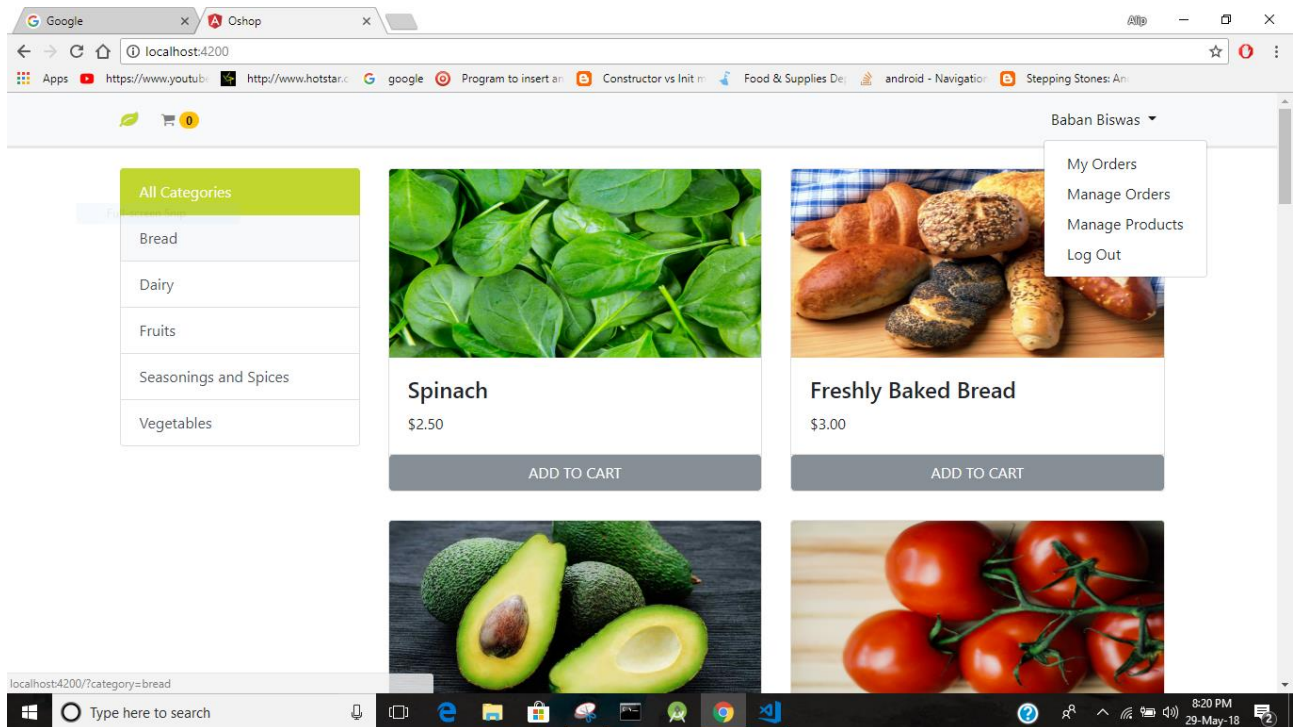 Google
Oshop
Alip
localhost:4200
Apps
https://www.youtub
http://www.hotstar.c
google
Program to insert an
Constructor vs Init m
Food & Supplies De
android - Navigation
Stepping Stones: An
0
Baban Biswas
My Orders
Manage Orders
Manage Products
Log Out
All Categories
Bread
Dairy
Fruits
Seasonings and Spices
Vegetables
Spinach
$2.50
ADD TO CART
Freshly Baked Bread
$3.00
ADD TO CART
localhost:4200/?category=bread
Type here to search
8:20 PM
29-May-18
2